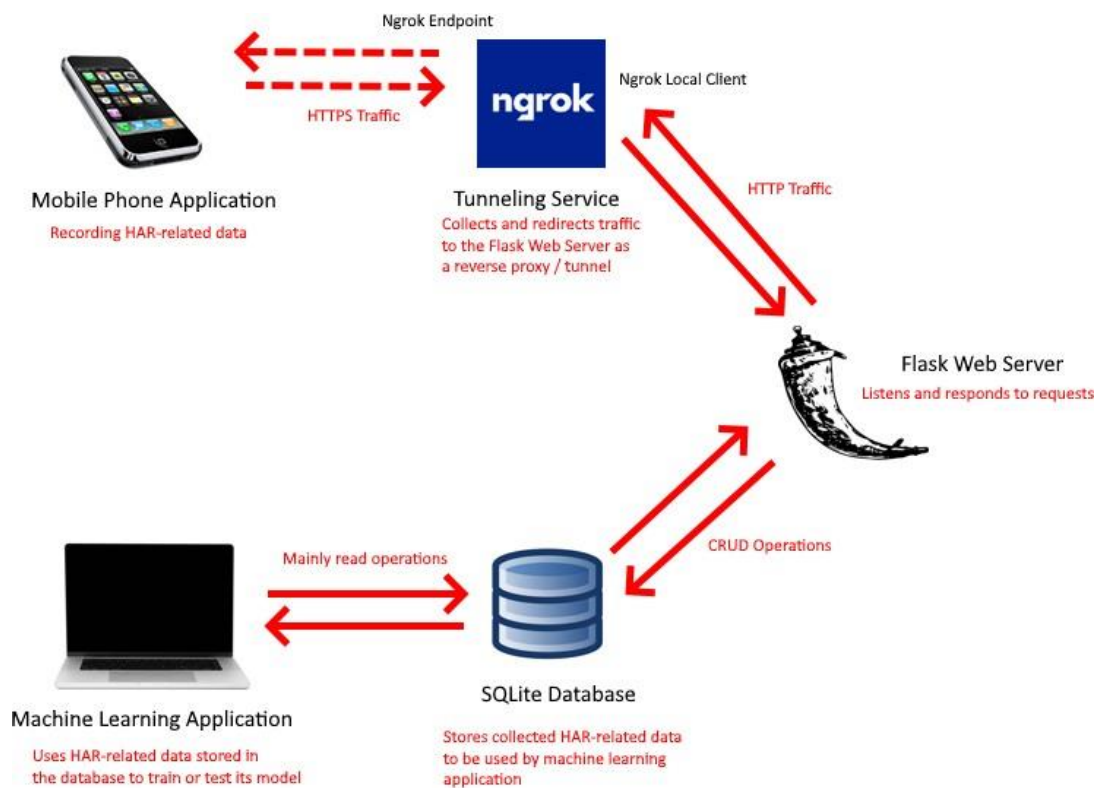 Ngrok Endpoint
ngrok
Ngrok Local Client
HTTPS Traffic
HTTP Traffic
Mobile Phone Application
Recording HAR-related data
Tunneling Service
Collects and redirects traffic
to the Flask Web Server as
a reverse proxy / tunnel
Flask Web Server
Listens and responds to requests
Mainly read operations
CRUD Operations
Machine Learning Application
Uses HAR-related data stored in
the database to train or test its model
SQLite Database
Stores collected HAR-related data
to be used by machine learning
application